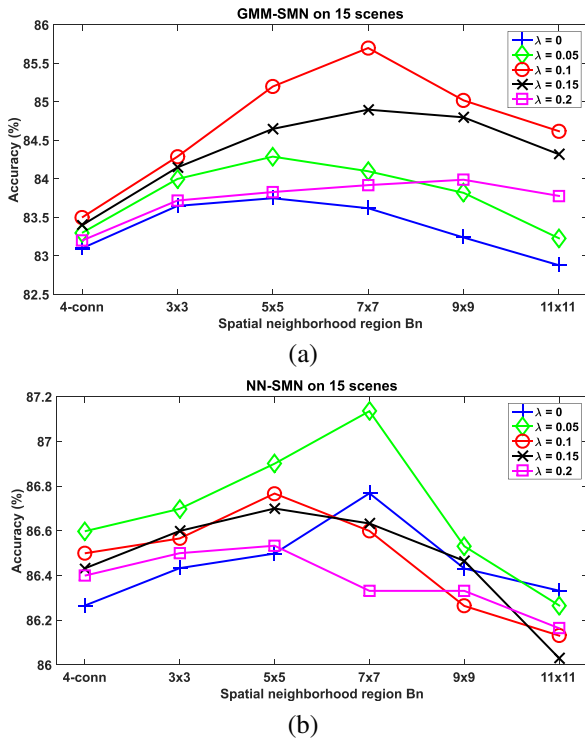 GMM-SMN on 15 scenes
86
85.5
85
84.5
84
83.5
83
82.5
Accuracy (%)
λ = 0
λ = 0.05
λ = 0.1
λ = 0.15
λ = 0.2
4-conn 3x3 5x5 7x7 9x9 11x11
Spatial neighborhood region Bn
(a)
NN-SMN on 15 scenes
87.2
87
86.8
86.6
86.4
86.2
86
Accuracy (%)
λ = 0
λ = 0.05
λ = 0.1
λ = 0.15
λ = 0.2
4-conn 3x3 5x5 7x7 9x9 11x11
Spatial neighborhood region Bn
(b)